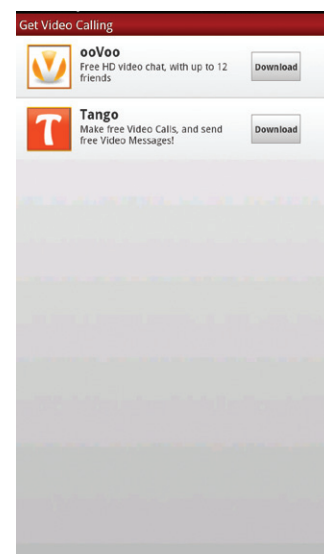 Get Video Calling
ooVoo
Free HD video chat, with up to 12
friends
Download
Tango
Make free Video Calls, and send
free Video Messages!
Download